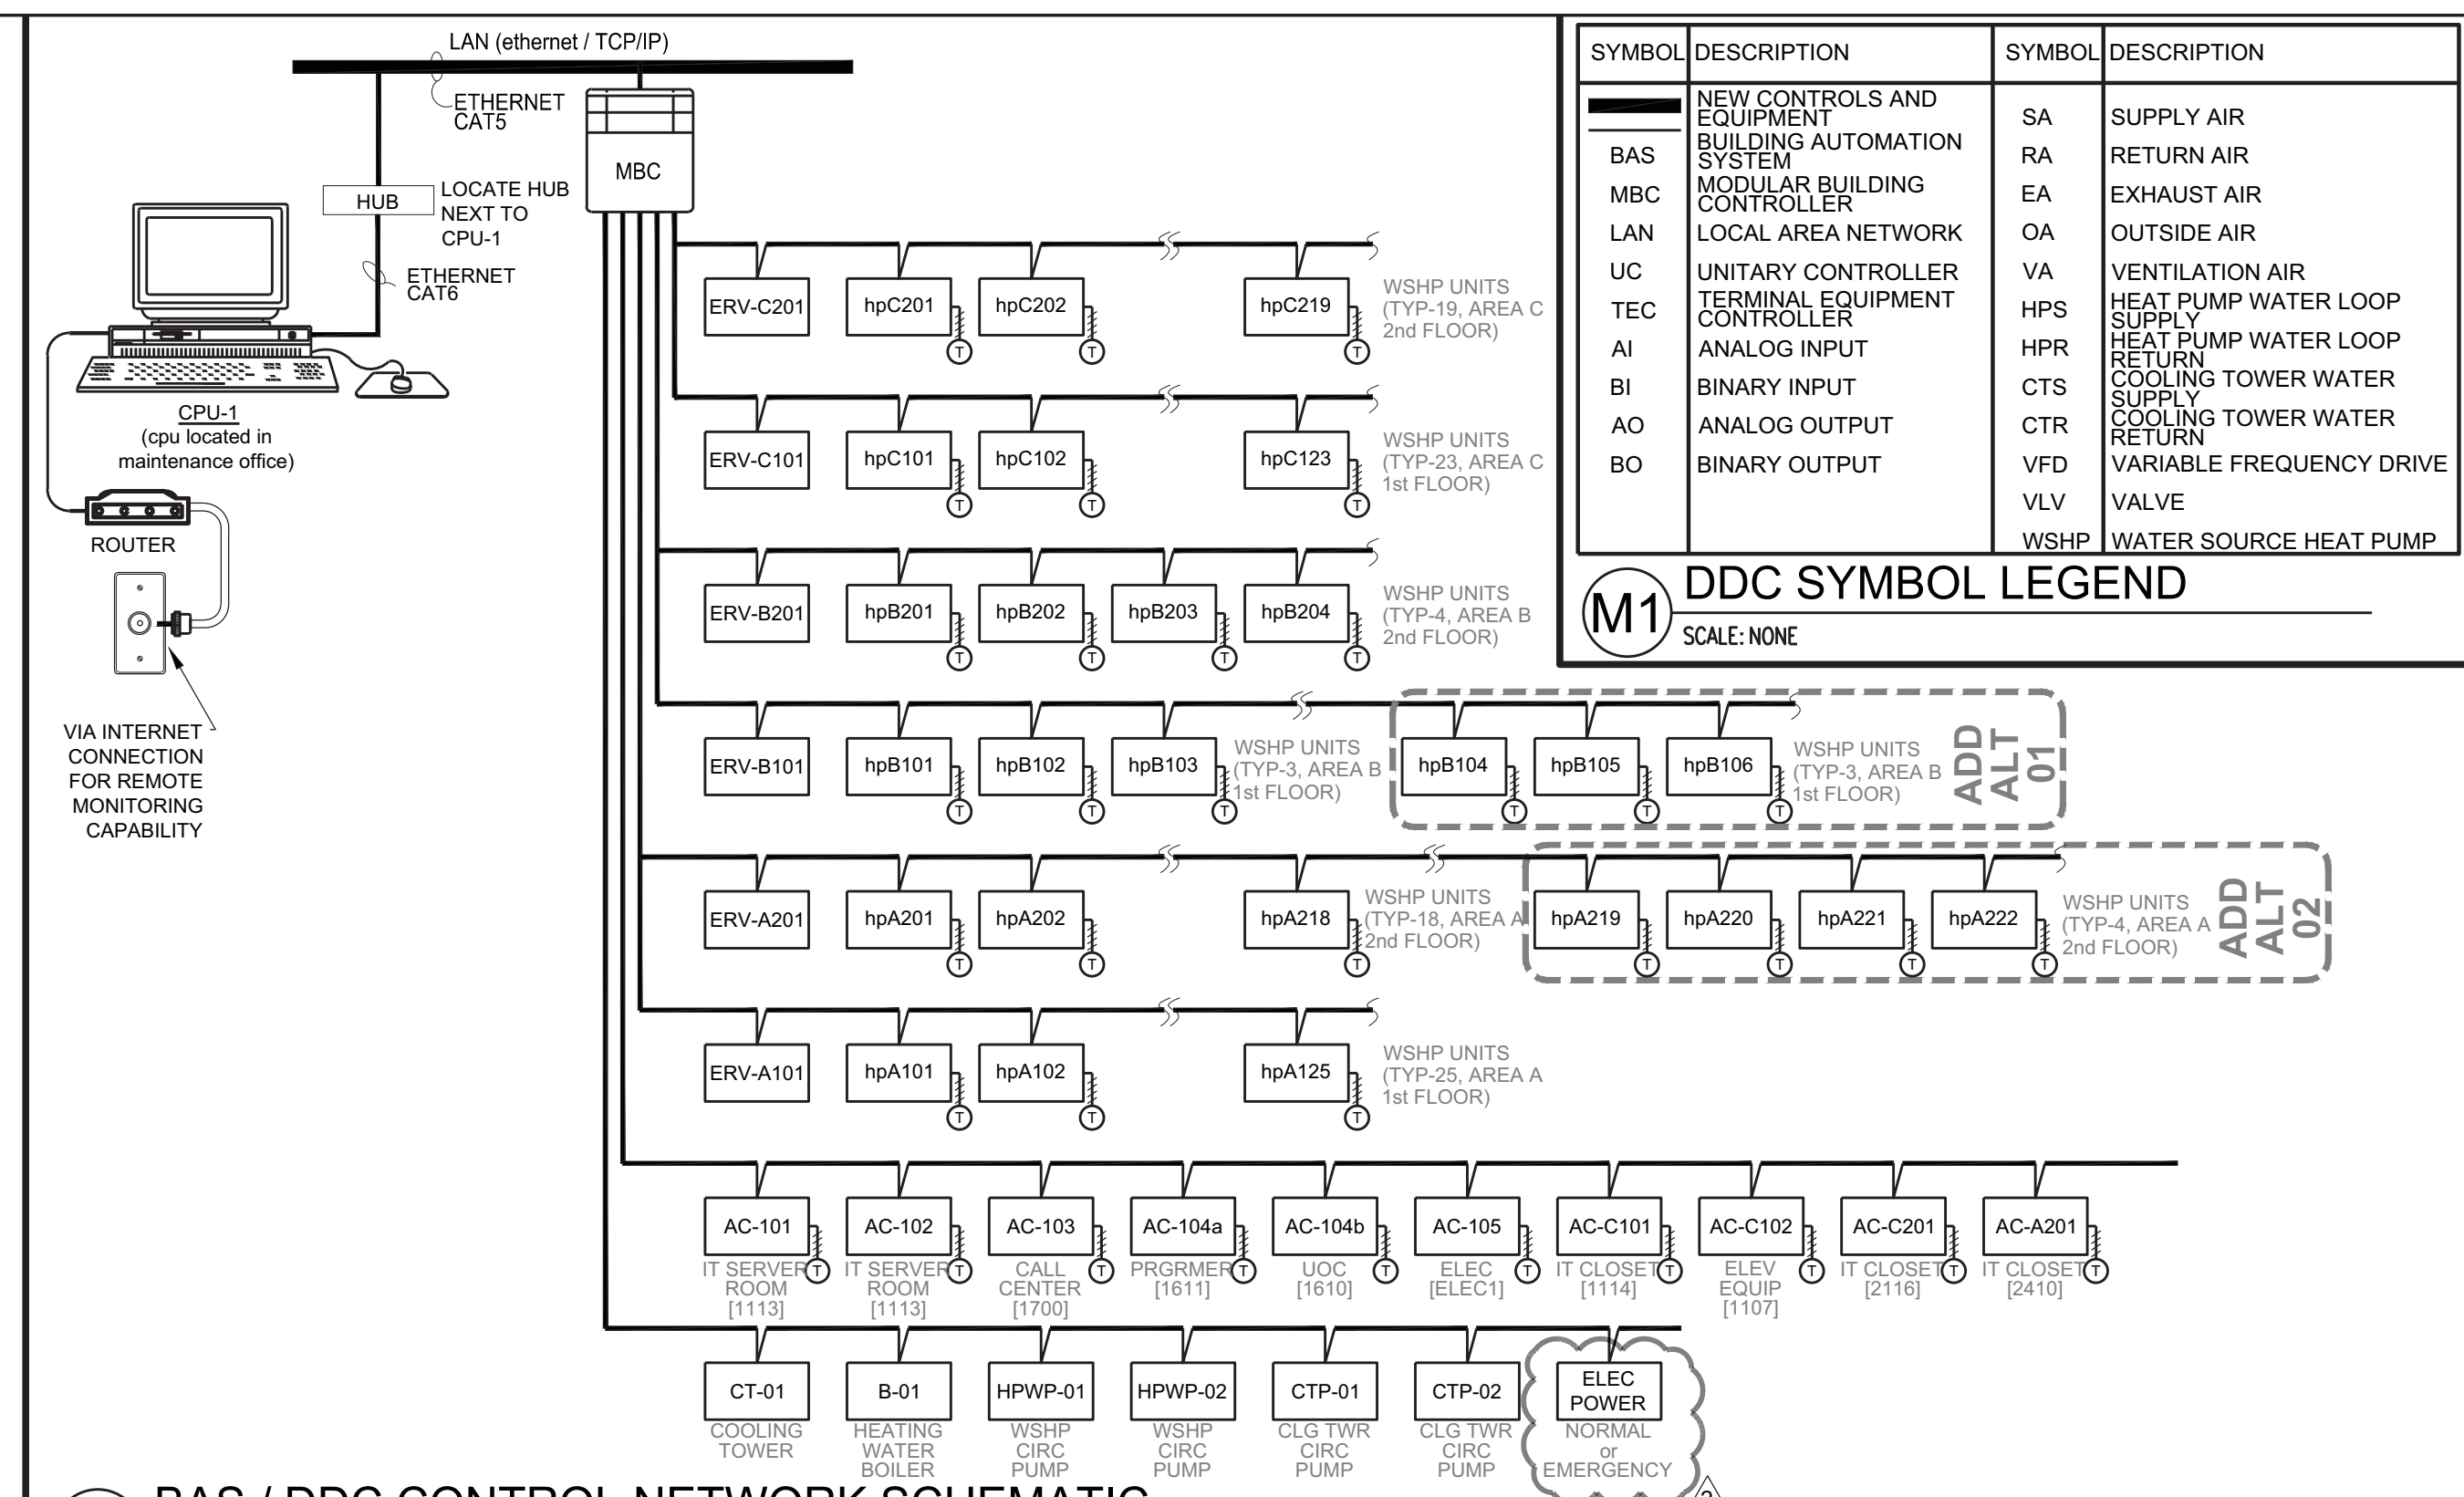 LAN (ethernet / TCP/IP)
ETHERNET
CAT5
MBC
HUB
LOCATE HUB
NEXT TO
CPU-1
ETHERNET
CAT6
CPU-1
(cpu located in
maintenance office)
ROUTER
VIA INTERNET
CONNECTION
FOR REMOTE
MONITORING
CAPABILITY
ERV-C201 hpC201 hpC202 hpC219
T T T
WSHP UNITS
(TYP-19, AREA C
2nd FLOOR)
ERV-C101 hpC101 hpC102 hpC123
T T T
WSHP UNITS
(TYP-23, AREA C
1st FLOOR)
ERV-B201 hpB201 hpB202 hpB203 hpB204
T T T T
WSHP UNITS
(TYP-4, AREA B
2nd FLOOR)
ERV-B101 hpB101 hpB102 hpB103
T T T
WSHP UNITS
(TYP-3, AREA B
1st FLOOR)
hpB104 hpB105 hpB106
T T T
WSHP UNITS
(TYP-3, AREA B
1st FLOOR)
ADD
ALT
01
ERV-A201 hpA201 hpA202 hpA218
T T T
WSHP UNITS
(TYP-18, AREA A
2nd FLOOR)
hpA219 hpA220 hpA221 hpA222
T T T T
WSHP UNITS
(TYP-4, AREA A
2nd FLOOR)
ADD
ALT
02
ERV-A101 hpA101 hpA102 hpA125
T T T
WSHP UNITS
(TYP-25, AREA A
1st FLOOR)
AC-101
T
IT SERVER
ROOM
[1113]
AC-102
T
IT SERVER
ROOM
[1113]
AC-103
T
CALL
CENTER
[1700]
AC-104a
T
PRGRMER
[1611]
AC-104b
T
UOC
[1610]
AC-105
T
ELEC
[ELEC1]
AC-C101
T
IT CLOSET
[1114]
AC-C102
T
ELEV
EQUIP
[1107]
AC-C201
T
IT CLOSET
[2116]
AC-A201
T
IT CLOSET
[2410]
CT-01
COOLING
TOWER
B-01
HEATING
WATER
BOILER
HPWP-01
WSHP
CIRC
PUMP
HPWP-02
WSHP
CIRC
PUMP
CTP-01
CLG TWR
CIRC
PUMP
CTP-02
CLG TWR
CIRC
PUMP
ELEC
POWER
NORMAL
or
EMERGENCY
BAS / DDC CONTROL NETWORK SCHEMATIC
SYMBOL DESCRIPTION SYMBOL DESCRIPTION
NEW CONTROLS AND
EQUIPMENT
BAS BUILDING AUTOMATION
SYSTEM
MBC MODULAR BUILDING
CONTROLLER
LAN LOCAL AREA NETWORK
UC UNITARY CONTROLLER
TEC TERMINAL EQUIPMENT
CONTROLLER
AI ANALOG INPUT
BI BINARY INPUT
AO ANALOG OUTPUT
BO BINARY OUTPUT
SA SUPPLY AIR
RA RETURN AIR
EA EXHAUST AIR
OA OUTSIDE AIR
VA VENTILATION AIR
HPS HEAT PUMP WATER LOOP
SUPPLY
HPR HEAT PUMP WATER LOOP
RETURN
CTS COOLING TOWER WATER
SUPPLY
CTR COOLING TOWER WATER
RETURN
VFD VARIABLE FREQUENCY DRIVE
VLV VALVE
WSHP WATER SOURCE HEAT PUMP
M1 DDC SYMBOL LEGEND
SCALE: NONE